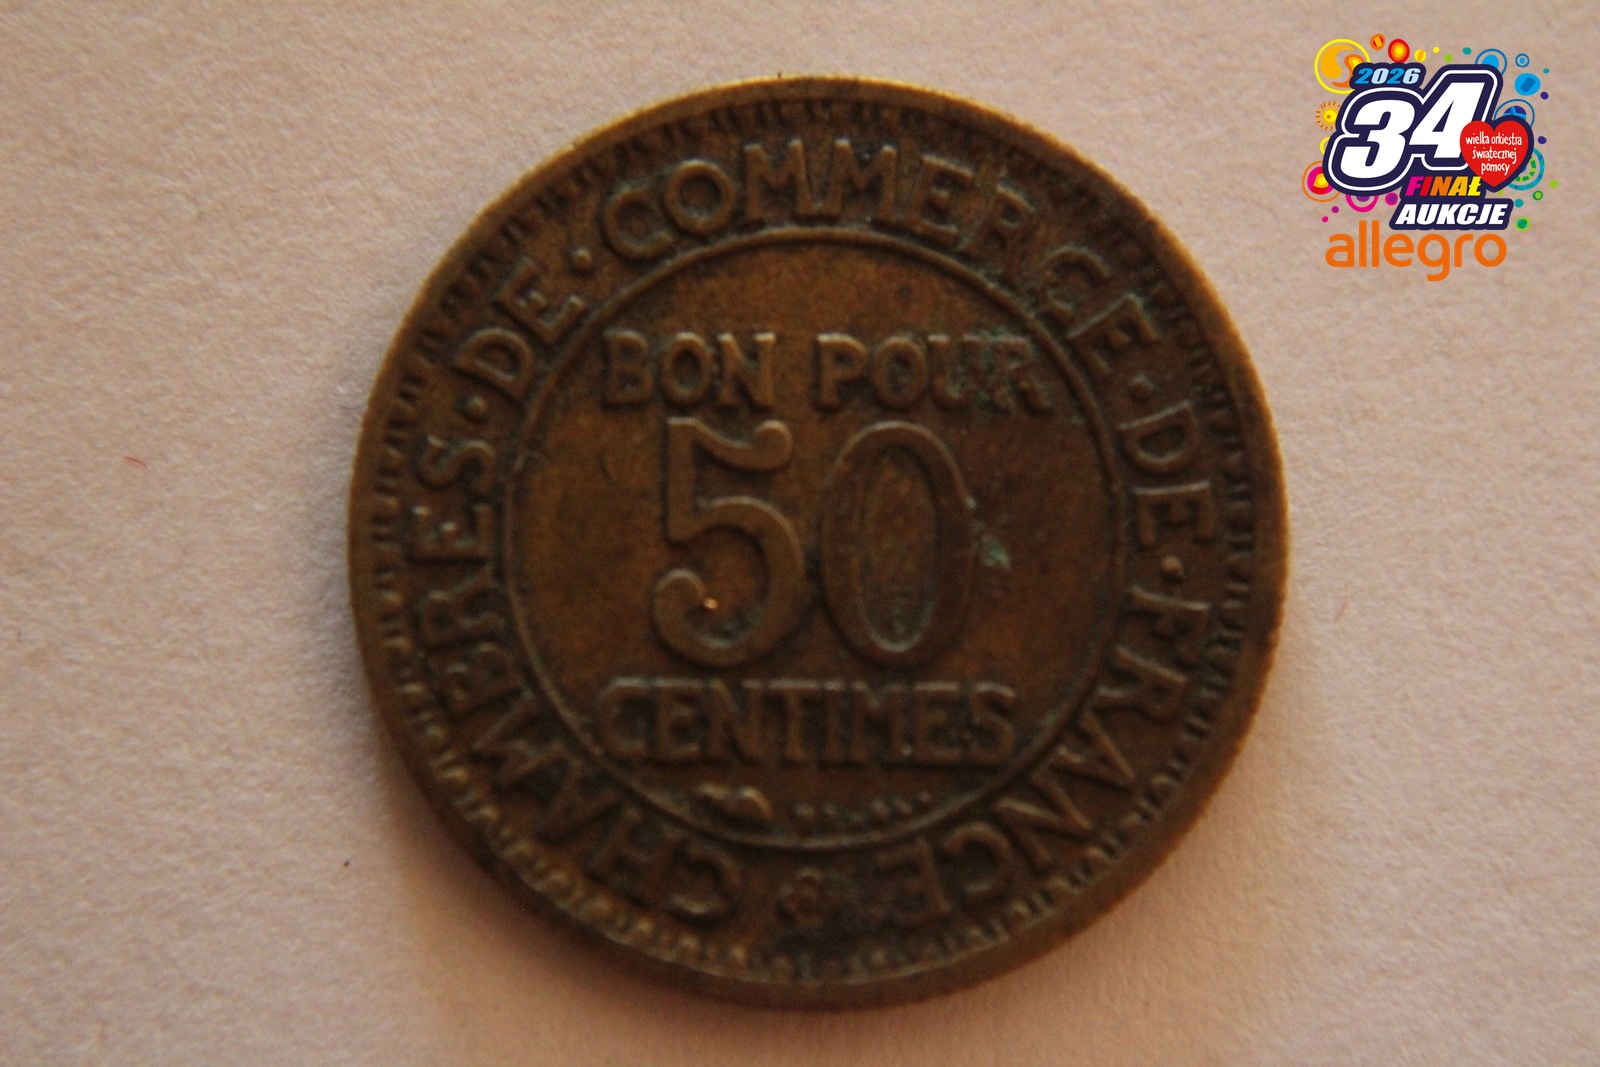 CHAMBRES·DE·COMMERCE·DE·FRANCE
BON POUR
50
CENTIMES
2026
34
wielka orkiestra
świątecznej
pomocy
FINAŁ
AUKCJE
allegro